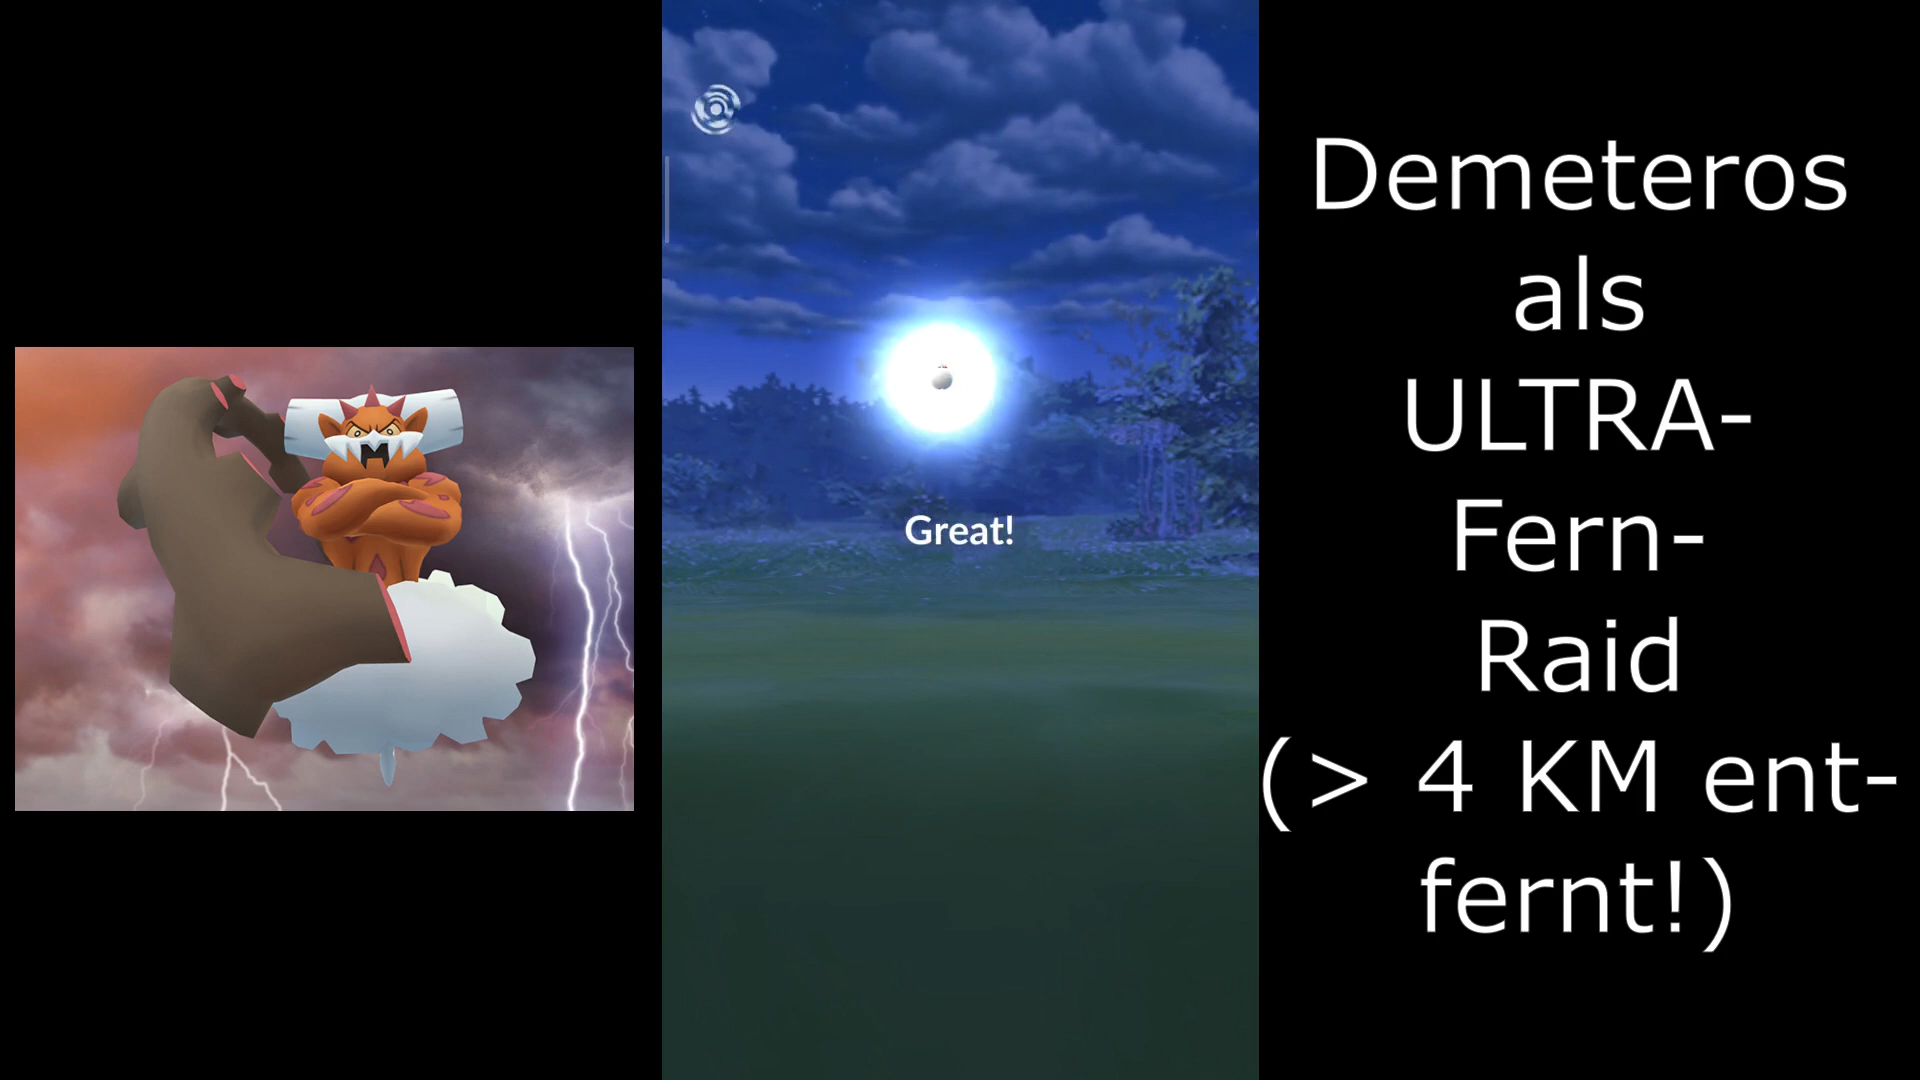 Great!
Demeteros
als
ULTRA-
Fern-
Raid
(> 4 KM ent-
fernt!)